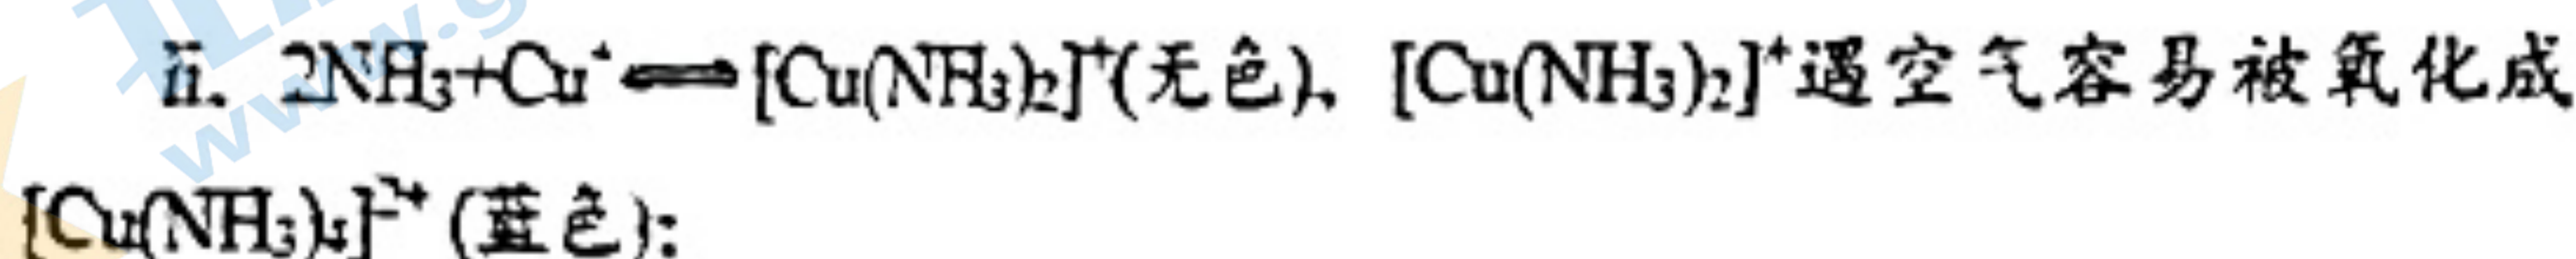 ii. 2NH₃+Cu⁺⇌[Cu(NH₃)₂]⁺(无色)、[Cu(NH₃)₂]⁺遇空气容易被氧化成
[Cu(NH₃)₄]²⁺(蓝色);
www.g